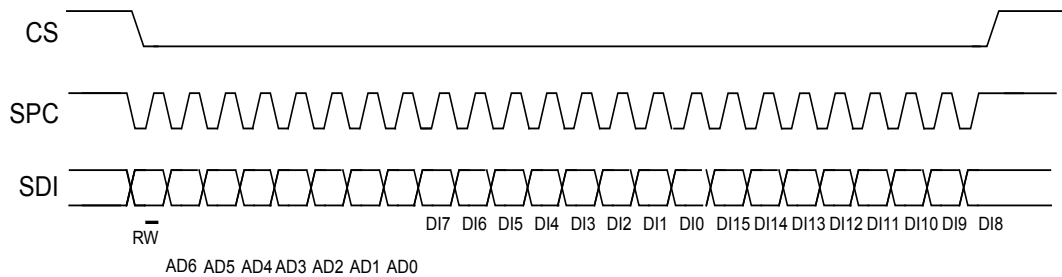 CS
SPC
SDI
DI7 DI6 DI5 DI4 DI3 DI2 DI1 DI0 DI15 DI14 DI13 DI12 DI11 DI10 DI9 DI8
RW̅
AD6 AD5 AD4 AD3 AD2 AD1 AD0